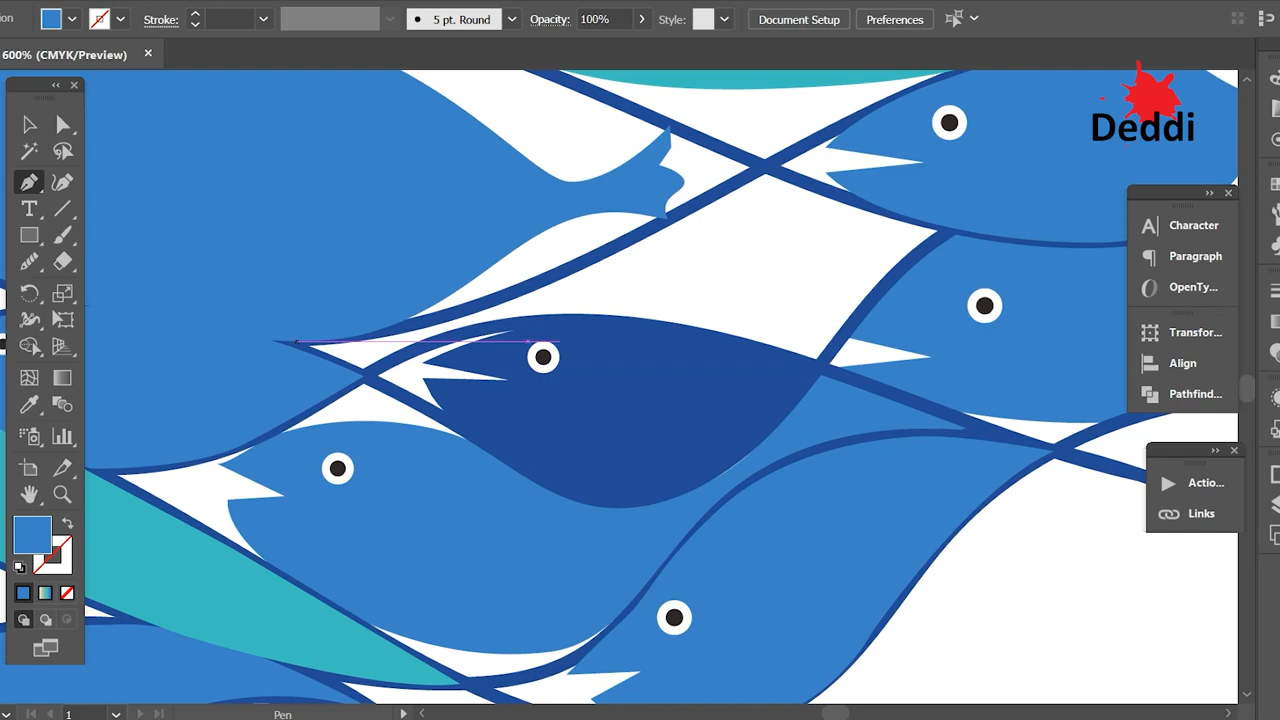 on
Stroke:
5 pt. Round
Opacity:
100%
Style:
Document Setup
Preferences
600% (CMYK/Preview)
Deddi
Character
Paragraph
OpenTy...
Transfor...
Align
Pathfind...
Actio...
Links
1
Pen